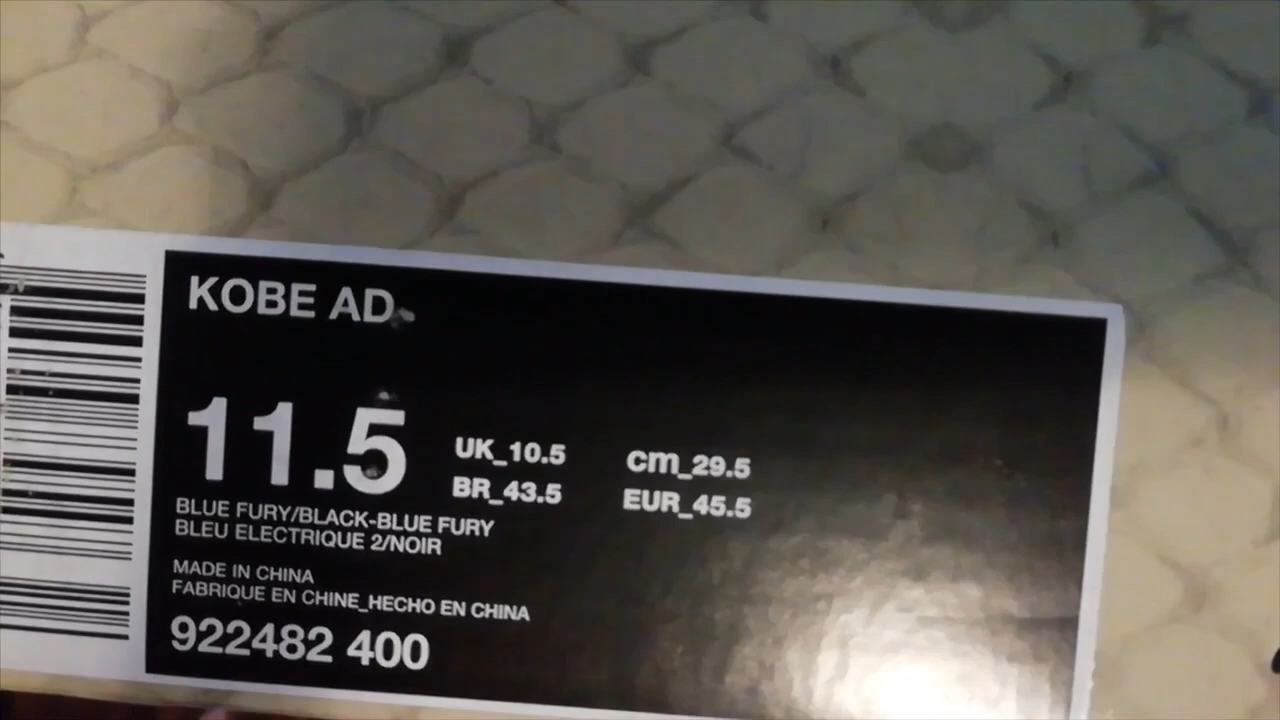 KOBE AD
11.5
UK_10.5 cm_29.5
BR_43.5 EUR_45.5
BLUE FURY/BLACK-BLUE FURY
BLEU ELECTRIQUE 2/NOIR
MADE IN CHINA
FABRIQUE EN CHINE_HECHO EN CHINA
922482 400